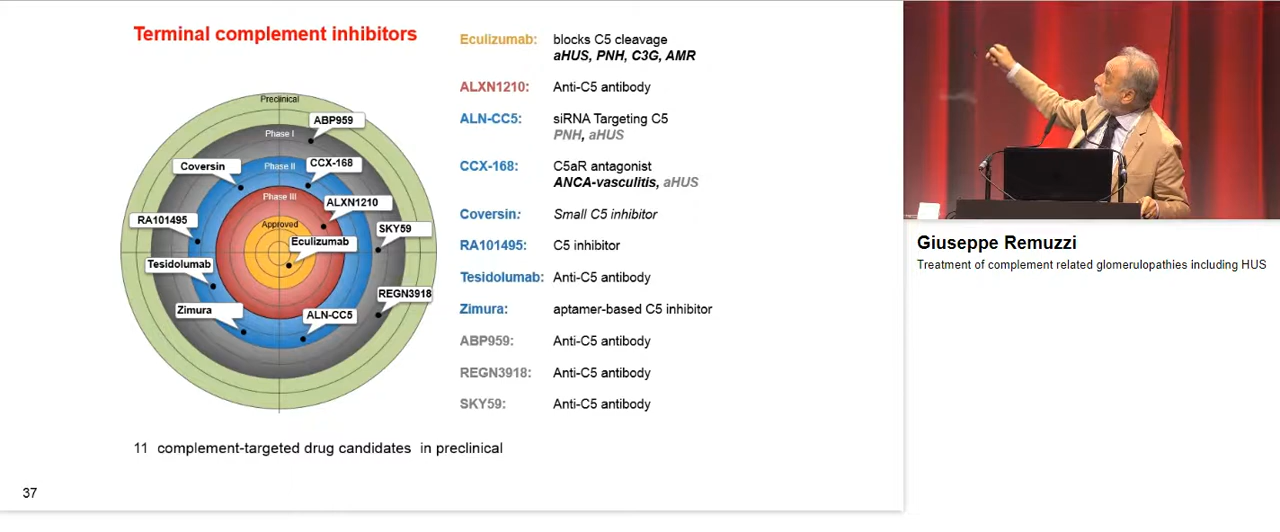 Terminal complement inhibitors
Preclinical
ABP959
Phase I
Coversin
Phase II
CCX-168
Phase III
ALXN1210
RA101495
Approved
SKY59
Eculizumab
Tesidolumab
REGN3918
Zimura
ALN-CC5
11 complement-targeted drug candidates in preclinical
37
Eculizumab: blocks C5 cleavage
aHUS, PNH, C3G, AMR
ALXN1210: Anti-C5 antibody
ALN-CC5: siRNA Targeting C5
PNH, aHUS
CCX-168: C5aR antagonist
ANCA-vasculitis, aHUS
Coversin: Small C5 inhibitor
RA101495: C5 inhibitor
Tesidolumab: Anti-C5 antibody
Zimura: aptamer-based C5 inhibitor
ABP959: Anti-C5 antibody
REGN3918: Anti-C5 antibody
SKY59: Anti-C5 antibody
Giuseppe Remuzzi
Treatment of complement related glomerulopathies including HUS